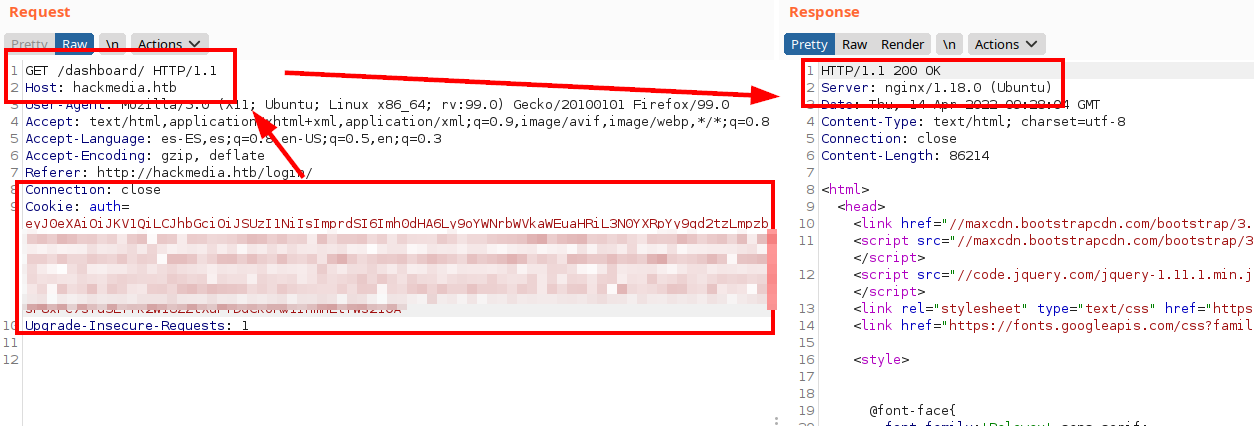 Request
Pretty Raw \n Actions
1 GET /dashboard/ HTTP/1.1
2 Host: hackmedia.htb
3 User-Agent: Mozilla/5.0 (X11; Ubuntu; Linux x86_64; rv:99.0) Gecko/20100101 Firefox/99.0
4 Accept: text/html,application/xhtml+xml,application/xml;q=0.9,image/avif,image/webp,*/*;q=0.8
5 Accept-Language: es-ES,es;q=0.8,en-US;q=0.5,en;q=0.3
6 Accept-Encoding: gzip, deflate
7 Referer: http://hackmedia.htb/login/
8 Connection: close
9 Cookie: auth=
eyJ0eXAiOiJKV1QiLCJhbGciOiJSUzI1NiIsImprdSI6Imh0dHA6Ly9oYWNrbWVkaWEuaHRiL3N0YXRpYy9qd2tzLmpzb
10 Upgrade-Insecure-Requests: 1
11
12
Response
Pretty Raw Render \n Actions
1 HTTP/1.1 200 OK
2 Server: nginx/1.18.0 (Ubuntu)
3 Date: Thu, 14 Apr 2022 09:28:04 GMT
4 Content-Type: text/html; charset=utf-8
5 Connection: close
6 Content-Length: 86214
7
8 <html>
9 <head>
10 <link href="//maxcdn.bootstrapcdn.com/bootstrap/3.
11 <script src="//maxcdn.bootstrapcdn.com/bootstrap/3
</script>
12 <script src="//code.jquery.com/jquery-1.11.1.min.j
</script>
13 <link rel="stylesheet" type="text/css" href="https
14 <link href="https://fonts.googleapis.com/css?famil
15
16 <style>
17
18
19 @font-face{